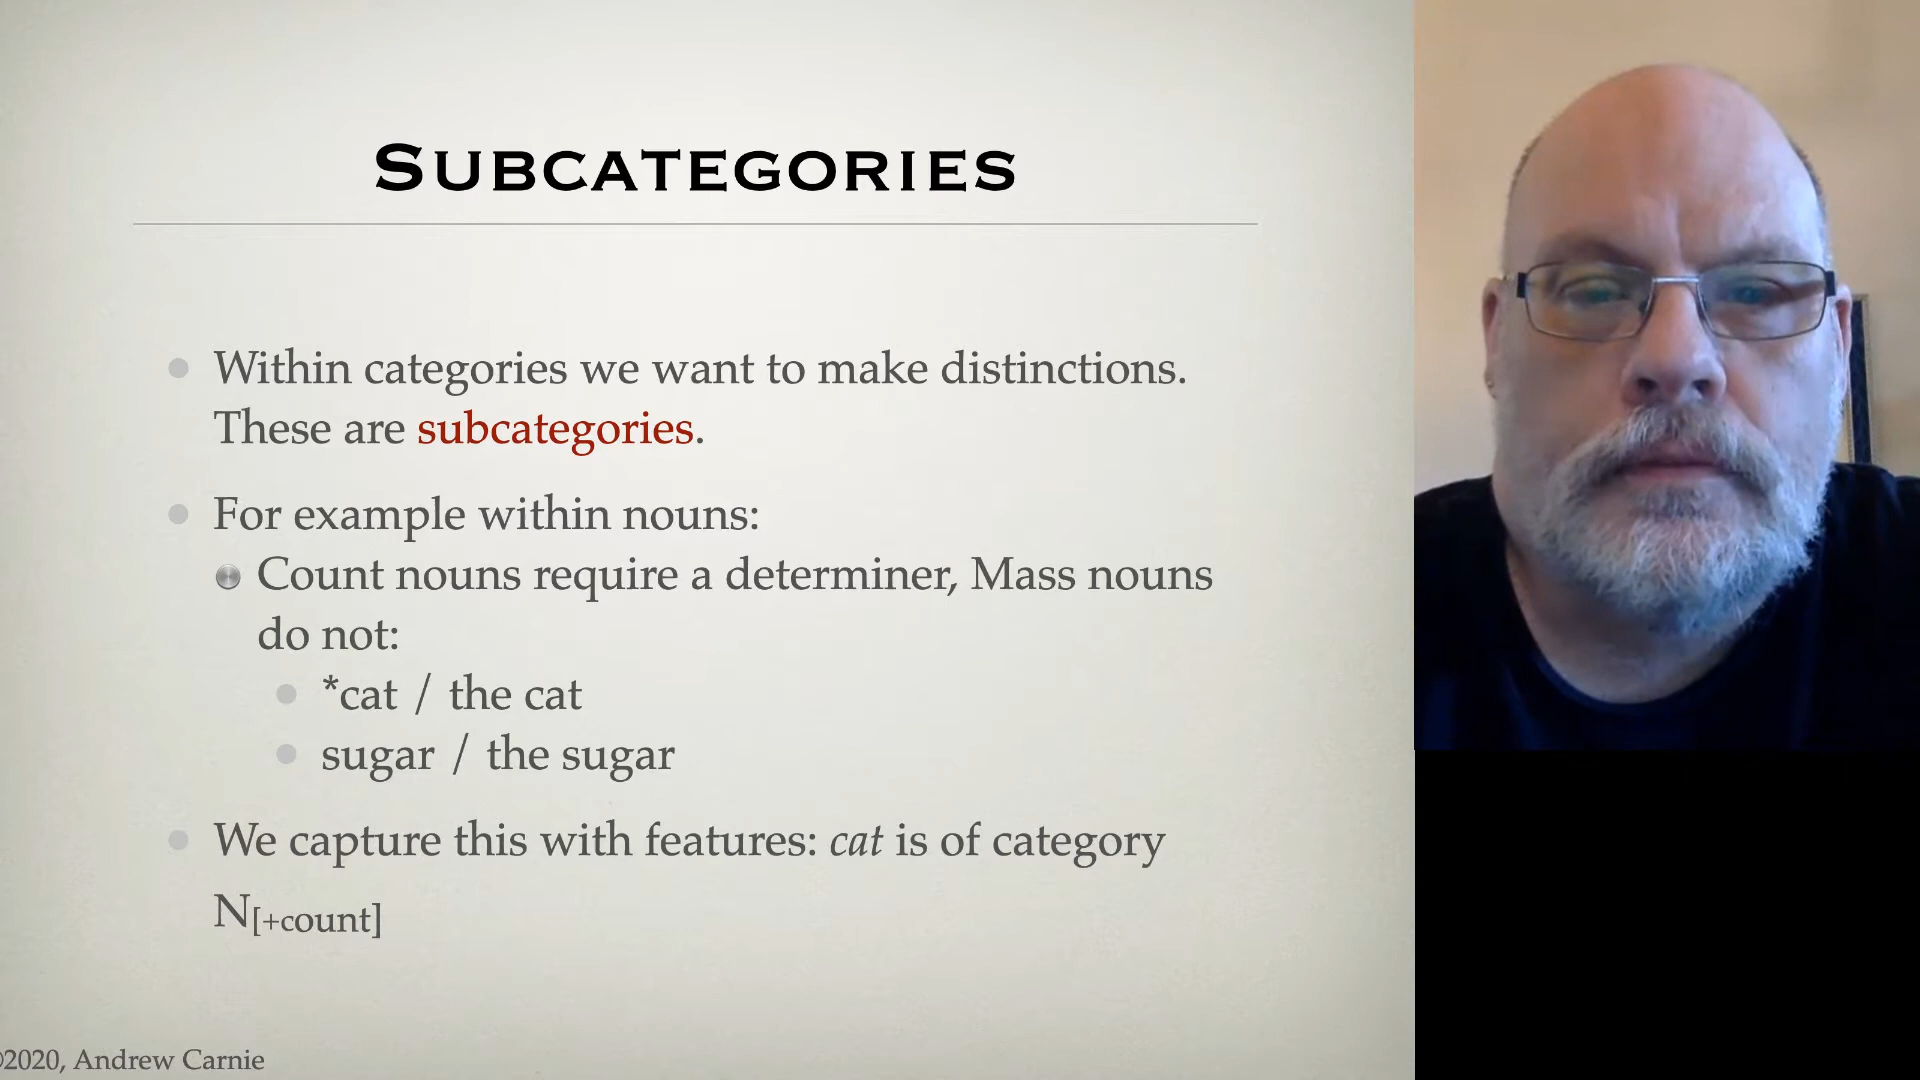 SUBCATEGORIES
Within categories we want to make distinctions.
These are subcategories.
For example within nouns:
Count nouns require a determiner, Mass nouns
do not:
*cat / the cat
sugar / the sugar
We capture this with features: cat is of category
N[+count]
©2020, Andrew Carnie